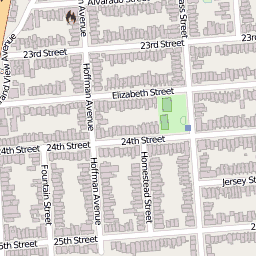 Alvarado Street
23rd Street
23rd Street
Elizabeth Street
Hoffman Avenue
24th Street
24th Street
24th Street
Fountain Street
Hoffman Avenue
Homestead Street
Jersey
25th Street